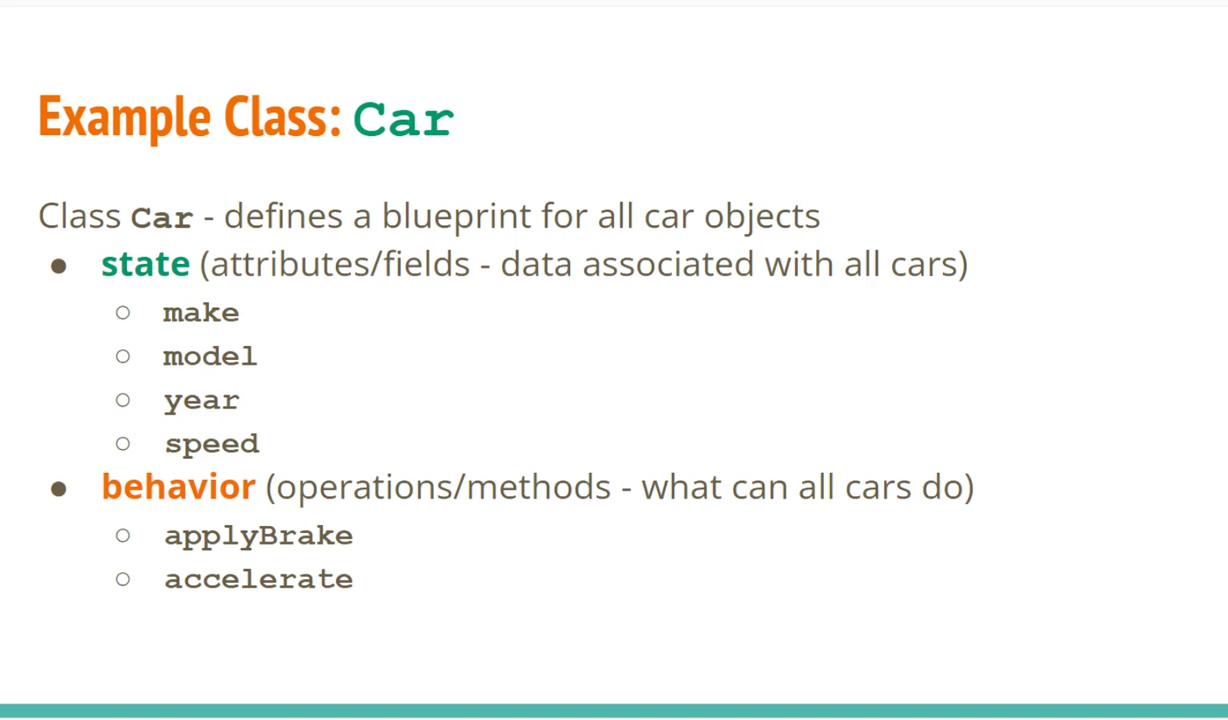 Example Class: Car
Class Car - defines a blueprint for all car objects
● state (attributes/fields - data associated with all cars)
○ make
○ model
○ year
○ speed
● behavior (operations/methods - what can all cars do)
○ applyBrake
○ accelerate